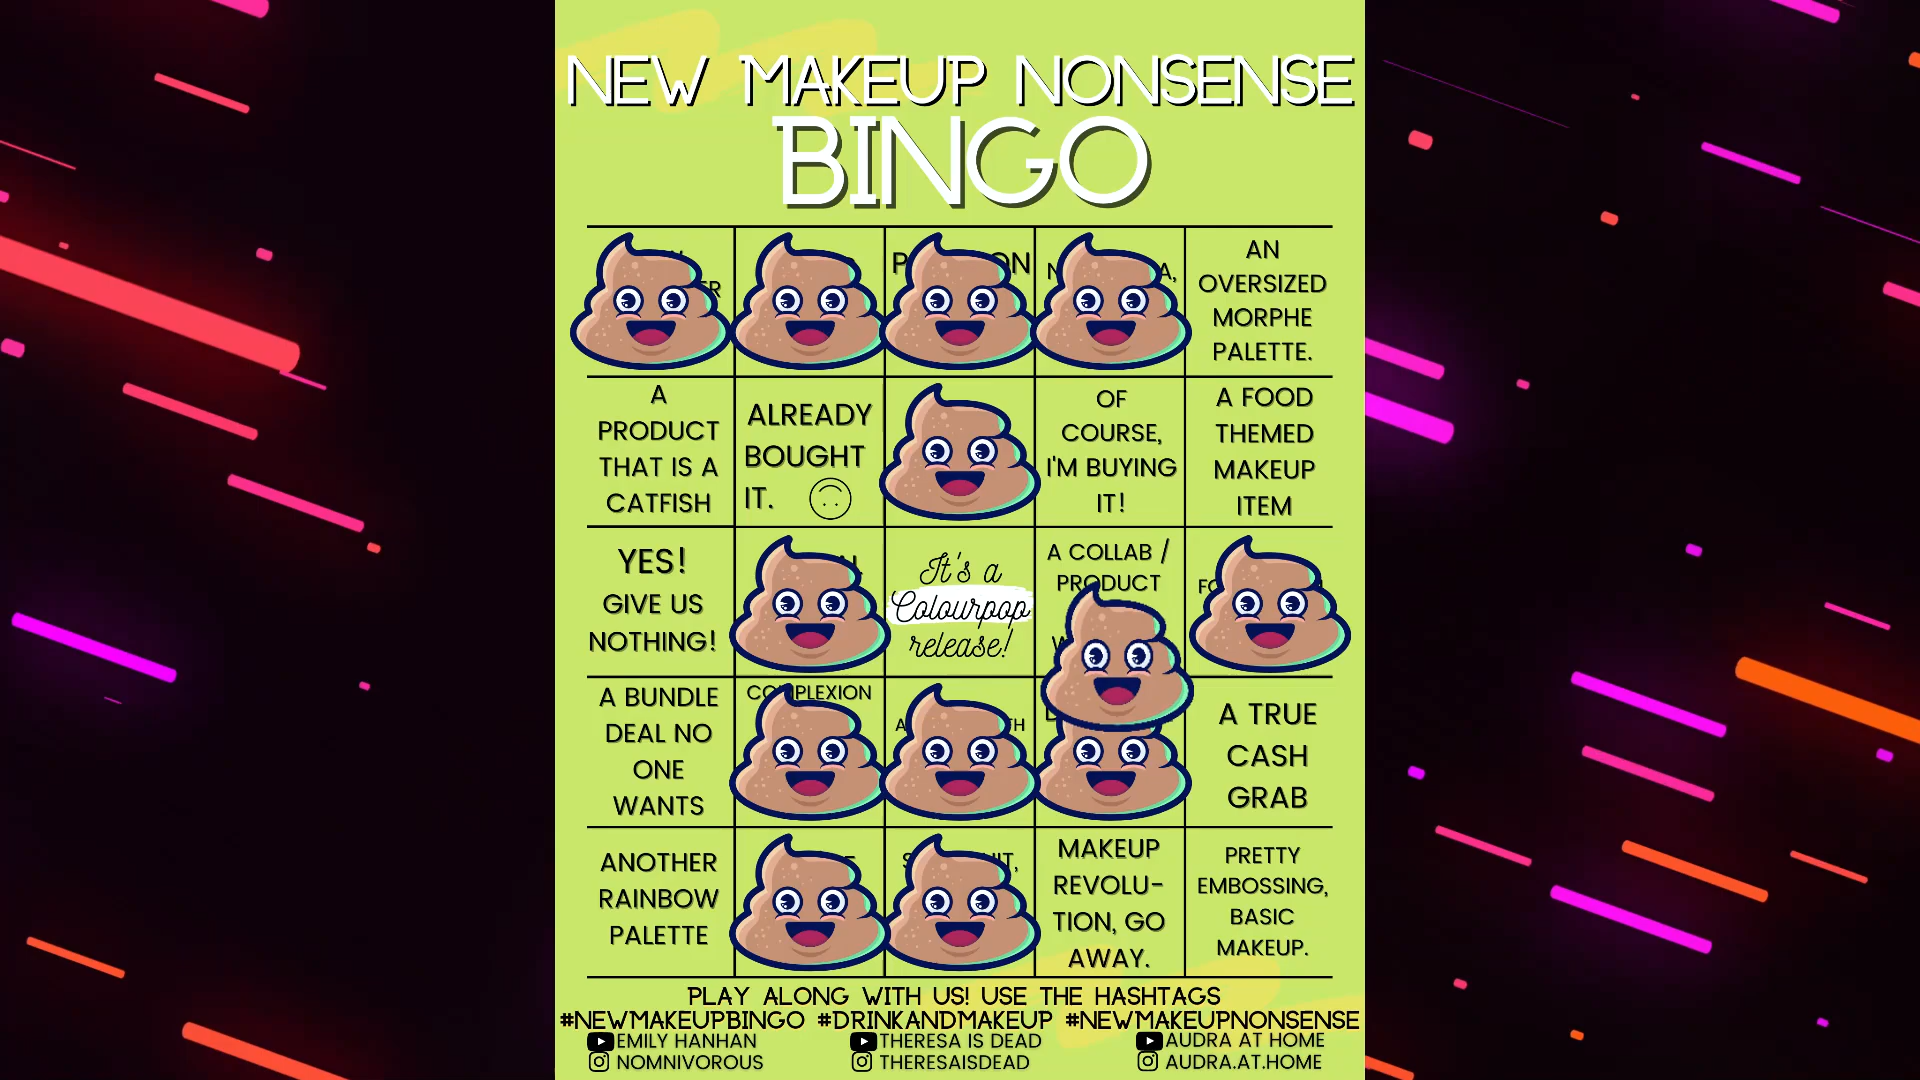 NEW MAKEUP NONSENSE
BINGO
AN
OVERSIZED
MORPHE
PALETTE.
A
PRODUCT
THAT IS A
CATFISH
ALREADY
BOUGHT
IT.
OF
COURSE,
I'M BUYING
IT!
A FOOD
THEMED
MAKEUP
ITEM
YES!
GIVE US
NOTHING!
It's a
Colourpop
release!
A COLLAB /
PRODUCT
A BUNDLE
DEAL NO
ONE
WANTS
COMPLEXION
A TRUE
CASH
GRAB
ANOTHER
RAINBOW
PALETTE
MAKEUP
REVOLU-
TION, GO
AWAY.
PRETTY
EMBOSSING,
BASIC
MAKEUP.
PLAY ALONG WITH US! USE THE HASHTAGS
#NEWMAKEUPBINGO #DRINKANDMAKEUP #NEWMAKEUPNONSENSE
EMILY HANHAN THERESA IS DEAD AUDRA AT HOME
NOMNIVOROUS THERESAISDEAD AUDRA.AT.HOME